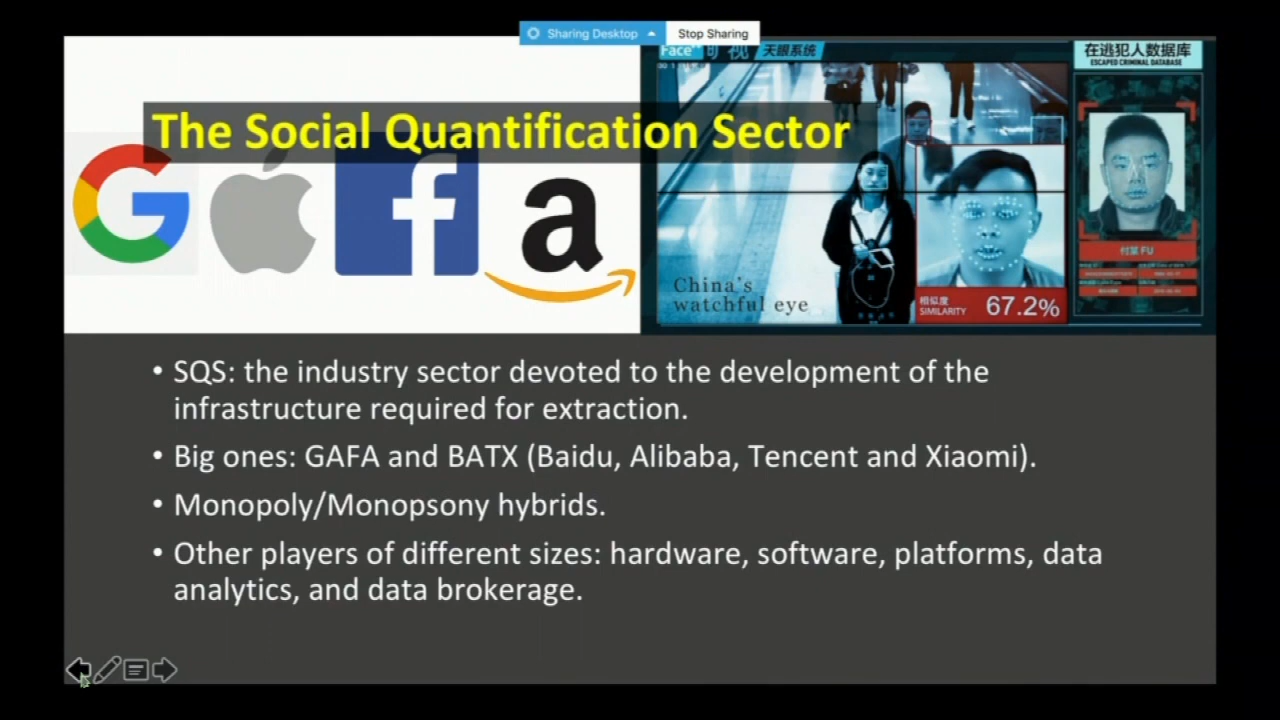 Sharing Desktop
Stop Sharing
Face++
天眼系统
在逃犯人数据库
ESCAPED CRIMINAL DATABASE
The Social Quantification Sector
G
f
a
付某 FU
China's
watchful eye
相似度
SIMILARITY
67.2%
• SQS: the industry sector devoted to the development of the
infrastructure required for extraction.
• Big ones: GAFA and BATX (Baidu, Alibaba, Tencent and Xiaomi).
• Monopoly/Monopsony hybrids.
• Other players of different sizes: hardware, software, platforms, data
analytics, and data brokerage.